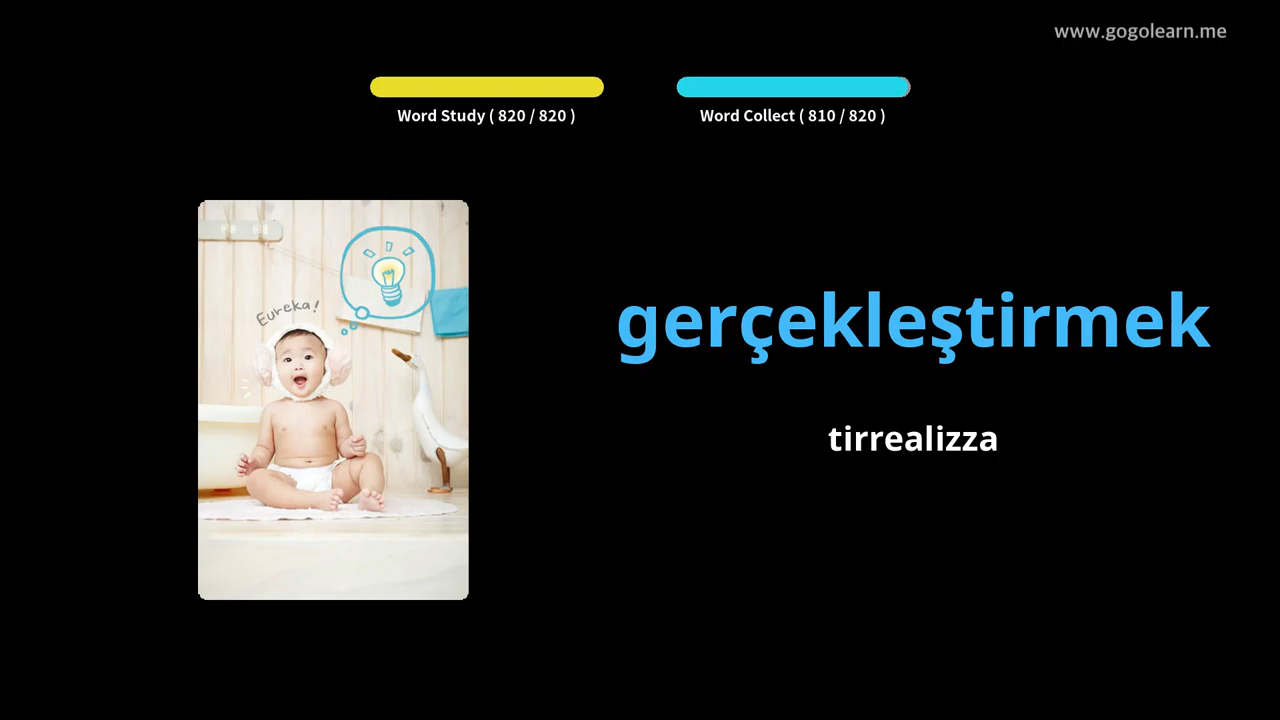 www.gogolearn.me
Word Study ( 820 / 820 )
Word Collect ( 810 / 820 )
Eureka!
gerçekleştirmek
tirrealizza